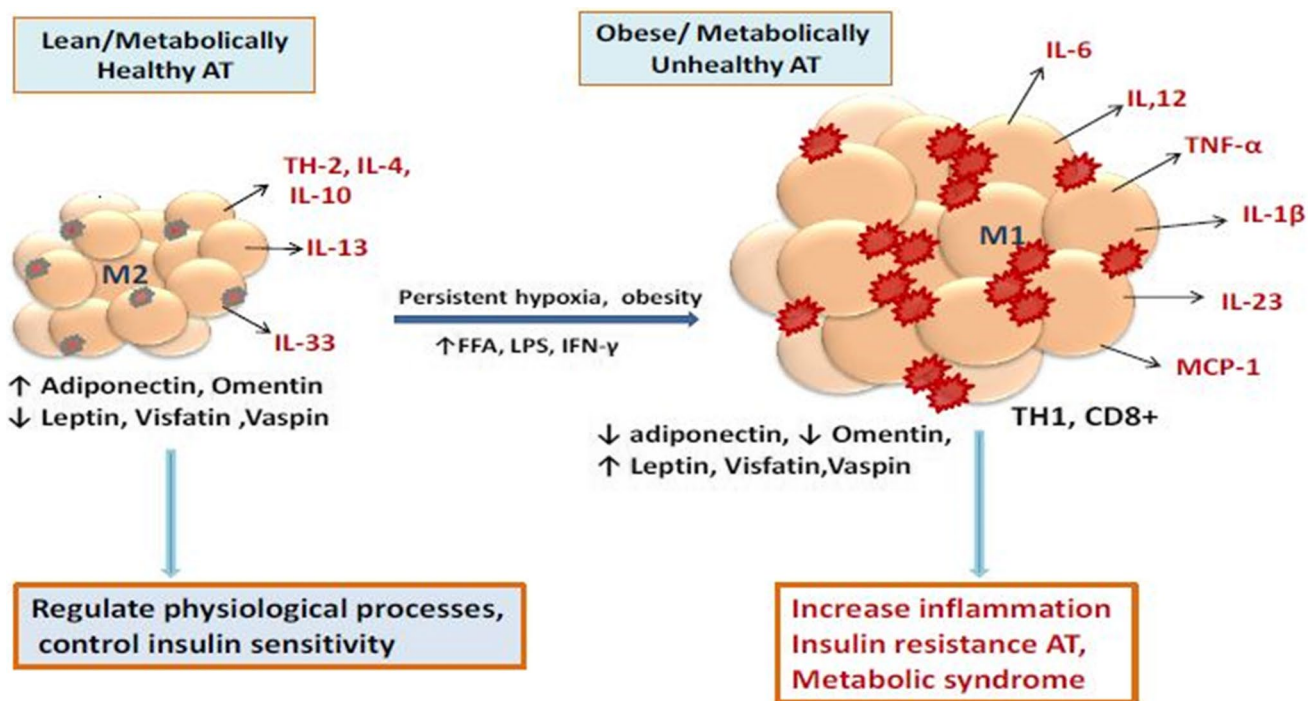 Lean/Metabolically
Healthy AT
TH-2, IL-4,
IL-10
IL-13
M2
IL-33
↑ Adiponectin, Omentin
↓ Leptin, Visfatin ,Vaspin
Regulate physiological processes,
control insulin sensitivity
Persistent hypoxia, obesity
↑FFA, LPS, IFN-γ
Obese/ Metabolically
Unhealthy AT
IL-6
IL,12
TNF-α
IL-1β
M1
IL-23
MCP-1
TH1, CD8+
↓ adiponectin, ↓ Omentin,
↑ Leptin, Visfatin,Vaspin
Increase inflammation
Insulin resistance AT,
Metabolic syndrome